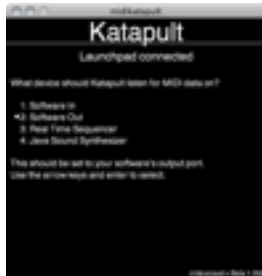 midikatapult
Katapult
Launchpad connected
What device should Katapult listen for MIDI data on?
1. Software In
2. Software Out
3. Real Time Sequencer
4. Java Sound Synthesizer
This should be set to your software's output port.
Use the arrow keys and enter to select.